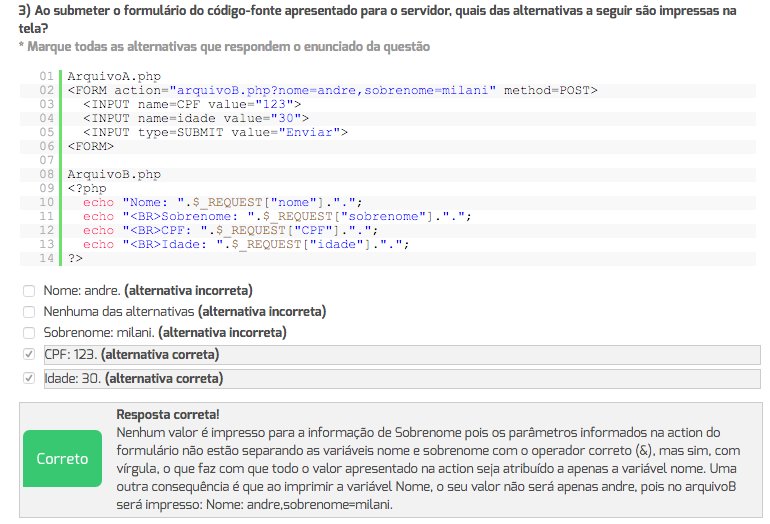 3) Ao submeter o formulário do código-fonte apresentado para o servidor, quais das alternativas a seguir são impressas na
tela?
* Marque todas as alternativas que respondem o enunciado da questão
01 ArquivoA.php
02 <FORM action="arquivoB.php?nome=andre,sobrenome=milani" method=POST>
03 <INPUT name=CPF value="123">
04 <INPUT name=idade value="30">
05 <INPUT type=SUBMIT value="Enviar">
06 <FORM>
07
08 ArquivoB.php
09 <?php
10 echo "Nome: ".$_REQUEST["nome"].".";
11 echo "<BR>Sobrenome: ".$_REQUEST["sobrenome"].".";
12 echo "<BR>CPF: ".$_REQUEST["CPF"].".";
13 echo "<BR>Idade: ".$_REQUEST["idade"].".";
14 ?>
Nome: andre. (alternativa incorreta)
Nenhuma das alternativas (alternativa incorreta)
Sobrenome: milani. (alternativa incorreta)
CPF: 123. (alternativa correta)
Idade: 30. (alternativa correta)
Correto
Resposta correta!
Nenhum valor é impresso para a informação de Sobrenome pois os parâmetros informados na action do
formulário não estão separando as variáveis nome e sobrenome com o operador correto (&), mas sim, com
vírgula, o que faz com que todo o valor apresentado na action seja atribuído a apenas a variável nome. Uma
outra consequência é que ao imprimir a variável Nome, o seu valor não será apenas andre, pois no arquivoB
será impresso: Nome: andre,sobrenome=milani.